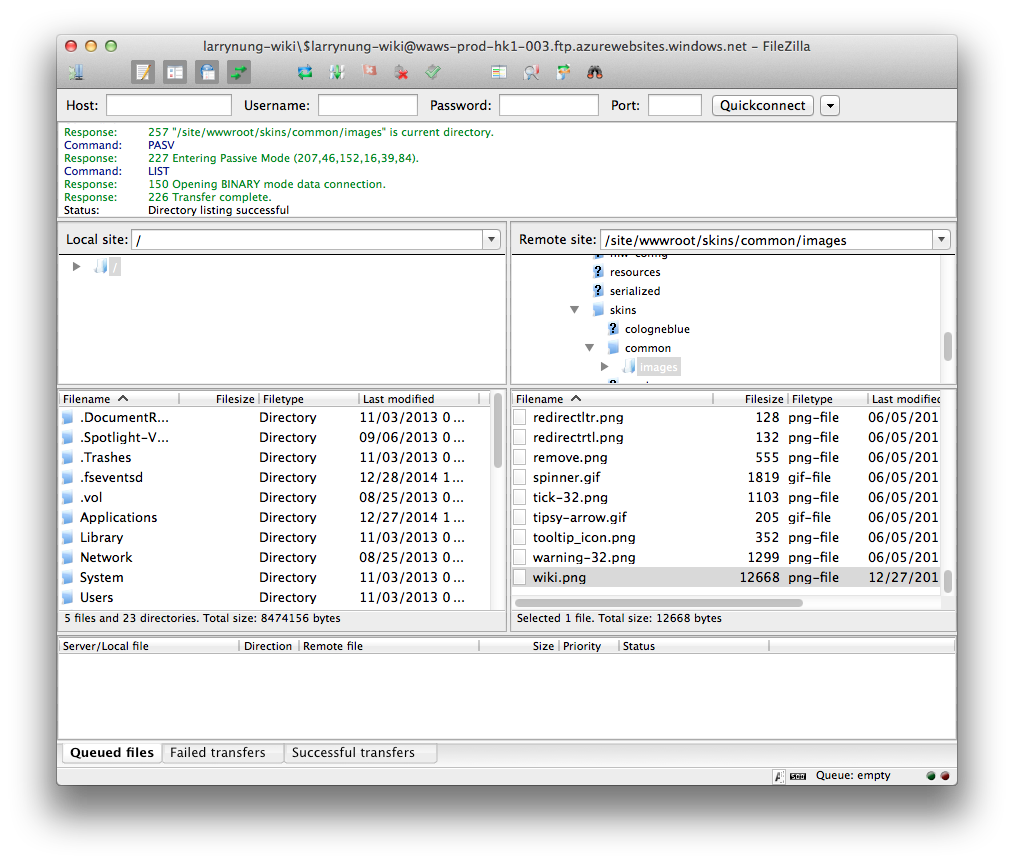 larrynung-wiki\$larrynung-wiki@waws-prod-hk1-003.ftp.azurewebsites.windows.net - FileZilla
Host: Username: Password: Port: Quickconnect
Response: 257 "/site/wwwroot/skins/common/images" is current directory.
Command: PASV
Response: 227 Entering Passive Mode (207,46,152,16,39,84).
Command: LIST
Response: 150 Opening BINARY mode data connection.
Response: 226 Transfer complete.
Status: Directory listing successful
Local site: /
/
Remote site: /site/wwwroot/skins/common/images
resources
serialized
skins
cologneblue
common
images
Filename Filesize Filetype Last modified
.DocumentR... Directory 11/03/2013 0...
.Spotlight-V... Directory 09/06/2013 0...
.Trashes Directory 11/03/2013 0...
.fseventsd Directory 12/28/2014 1...
.vol Directory 08/25/2013 0...
Applications Directory 12/27/2014 1...
Library Directory 11/03/2013 0...
Network Directory 08/25/2013 0...
System Directory 11/03/2013 0...
Users Directory 11/03/2013 0...
5 files and 23 directories. Total size: 8474156 bytes
Filename Filesize Filetype Last modified
redirectltr.png 128 png-file 06/05/201
redirectrtl.png 132 png-file 06/05/201
remove.png 555 png-file 06/05/201
spinner.gif 1819 gif-file 06/05/201
tick-32.png 1103 png-file 06/05/201
tipsy-arrow.gif 205 gif-file 06/05/201
tooltip_icon.png 352 png-file 06/05/201
warning-32.png 1299 png-file 06/05/201
wiki.png 12668 png-file 12/27/201
Selected 1 file. Total size: 12668 bytes
Server/Local file Direction Remote file Size Priority Status
Queued files Failed transfers Successful transfers
Queue: empty